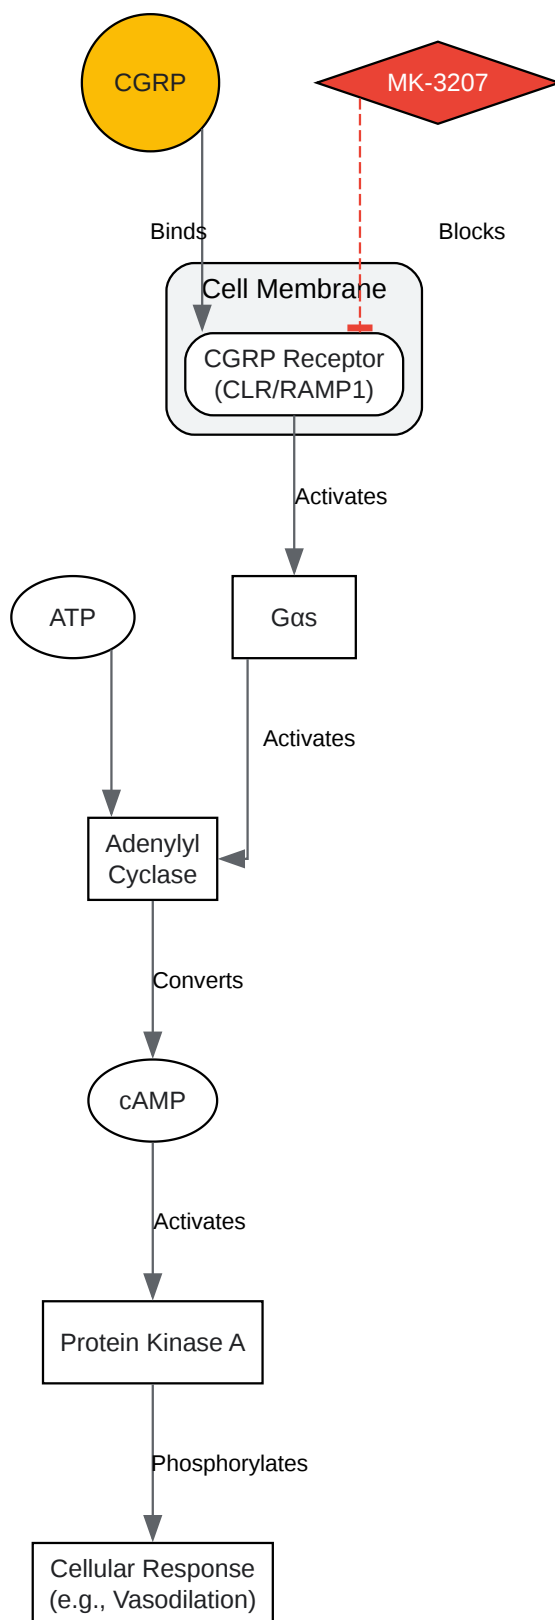 CGRP
MK-3207
Binds
Blocks
Cell Membrane
CGRP Receptor
(CLR/RAMP1)
Activates
ATP
Gαs
Activates
Adenylyl
Cyclase
Converts
cAMP
Activates
Protein Kinase A
Phosphorylates
Cellular Response
(e.g., Vasodilation)